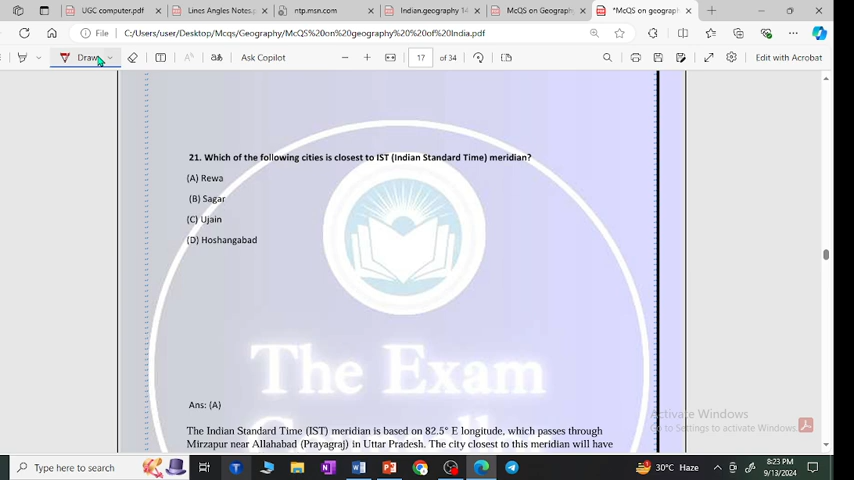 UGC computer.pdf
Lines Angles Notes.p
ntp.msn.com
Indian.geography 14
McQS on Geography
*McQS on geograph
File
C:/Users/user/Desktop/Mcqs/Geography/McQS%20on%20geography%20%20of%20India.pdf
Draw
Ask Copilot
17
of 34
Edit with Acrobat
21. Which of the following cities is closest to IST (Indian Standard Time) meridian?
(A) Rewa
(B) Sagar
(C) Ujain
(D) Hoshangabad
The Exam
Ans: (A)
The Indian Standard Time (IST) meridian is based on 82.5° E longitude, which passes through
Mirzapur near Allahabad (Prayagraj) in Uttar Pradesh. The city closest to this meridian will have
Activate Windows
Go to Settings to activate Windows.
Type here to search
30°C Haze
8:23 PM
9/13/2024